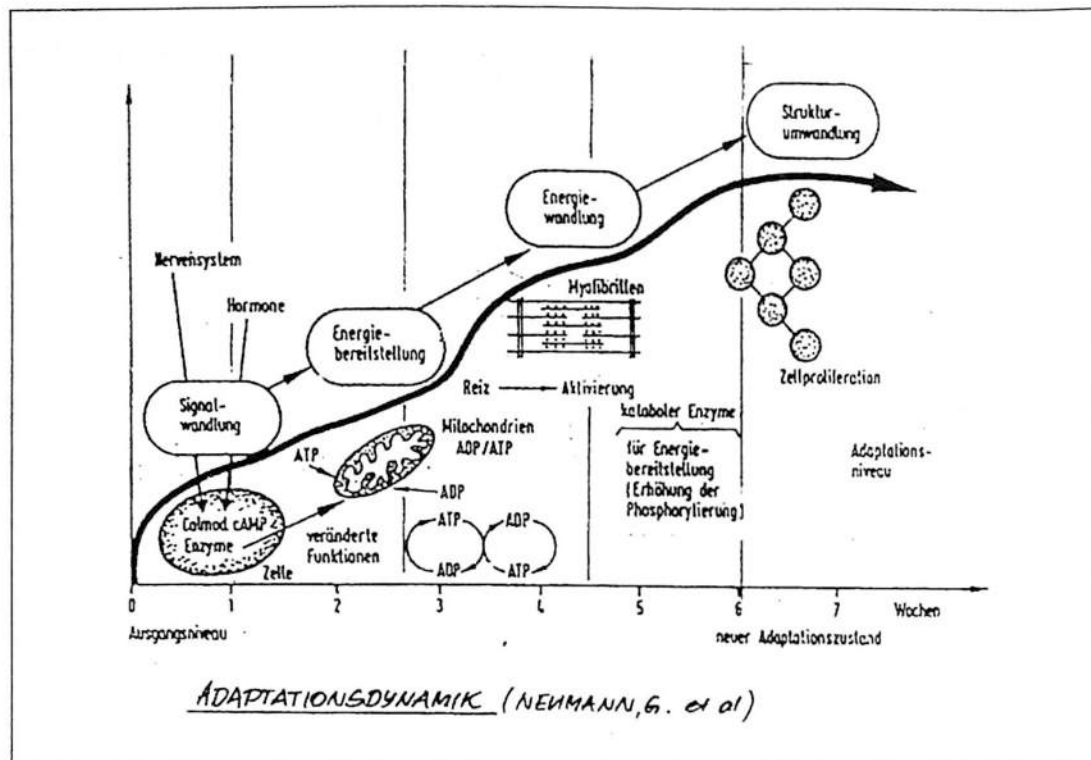 Struktur-
umwandlung
Energie-
wandlung
Nervensystem
Hormone
Myofibrillen
Energie-
bereitstellung
Zellproliferation
Reiz → Aktivierung
Signal-
wandlung
kataboler Enzyme
Mitochondrien
ADP/ATP
für Energie-
bereitstellung
(Erhöhung der
Phosphorylierung)
Adaptations-
niveau
ATP
ADP
Calmod. cAMP
Enzyme
veränderte
Funktionen
Zelle
ATP ADP
ADP ATP
0 1 2 3 4 5 6 7 Wochen
Ausgangsniveau neuer Adaptationszustand
ADAPTATIONSDYNAMIK (NEUMANN, G. et al)